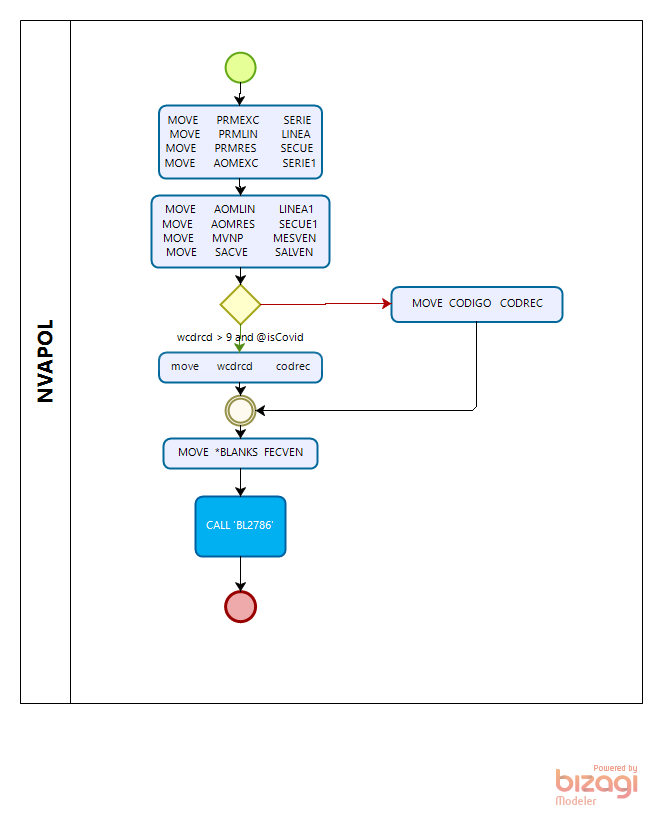 NVAPOL
MOVE PRMEXC SERIE
MOVE PRMLIN LINEA
MOVE PRMRES SECUE
MOVE AOMEXC SERIE1
MOVE AOMLIN LINEA1
MOVE AOMRES SECUE1
MOVE MVNP MESVEN
MOVE SACVE SALVEN
MOVE CODIGO CODREC
wcdrcd > 9 and @isCovid
move wcdrcd codrec
MOVE *BLANKS FECVEN
CALL 'BL2786'
Powered by
bizagi
Modeler